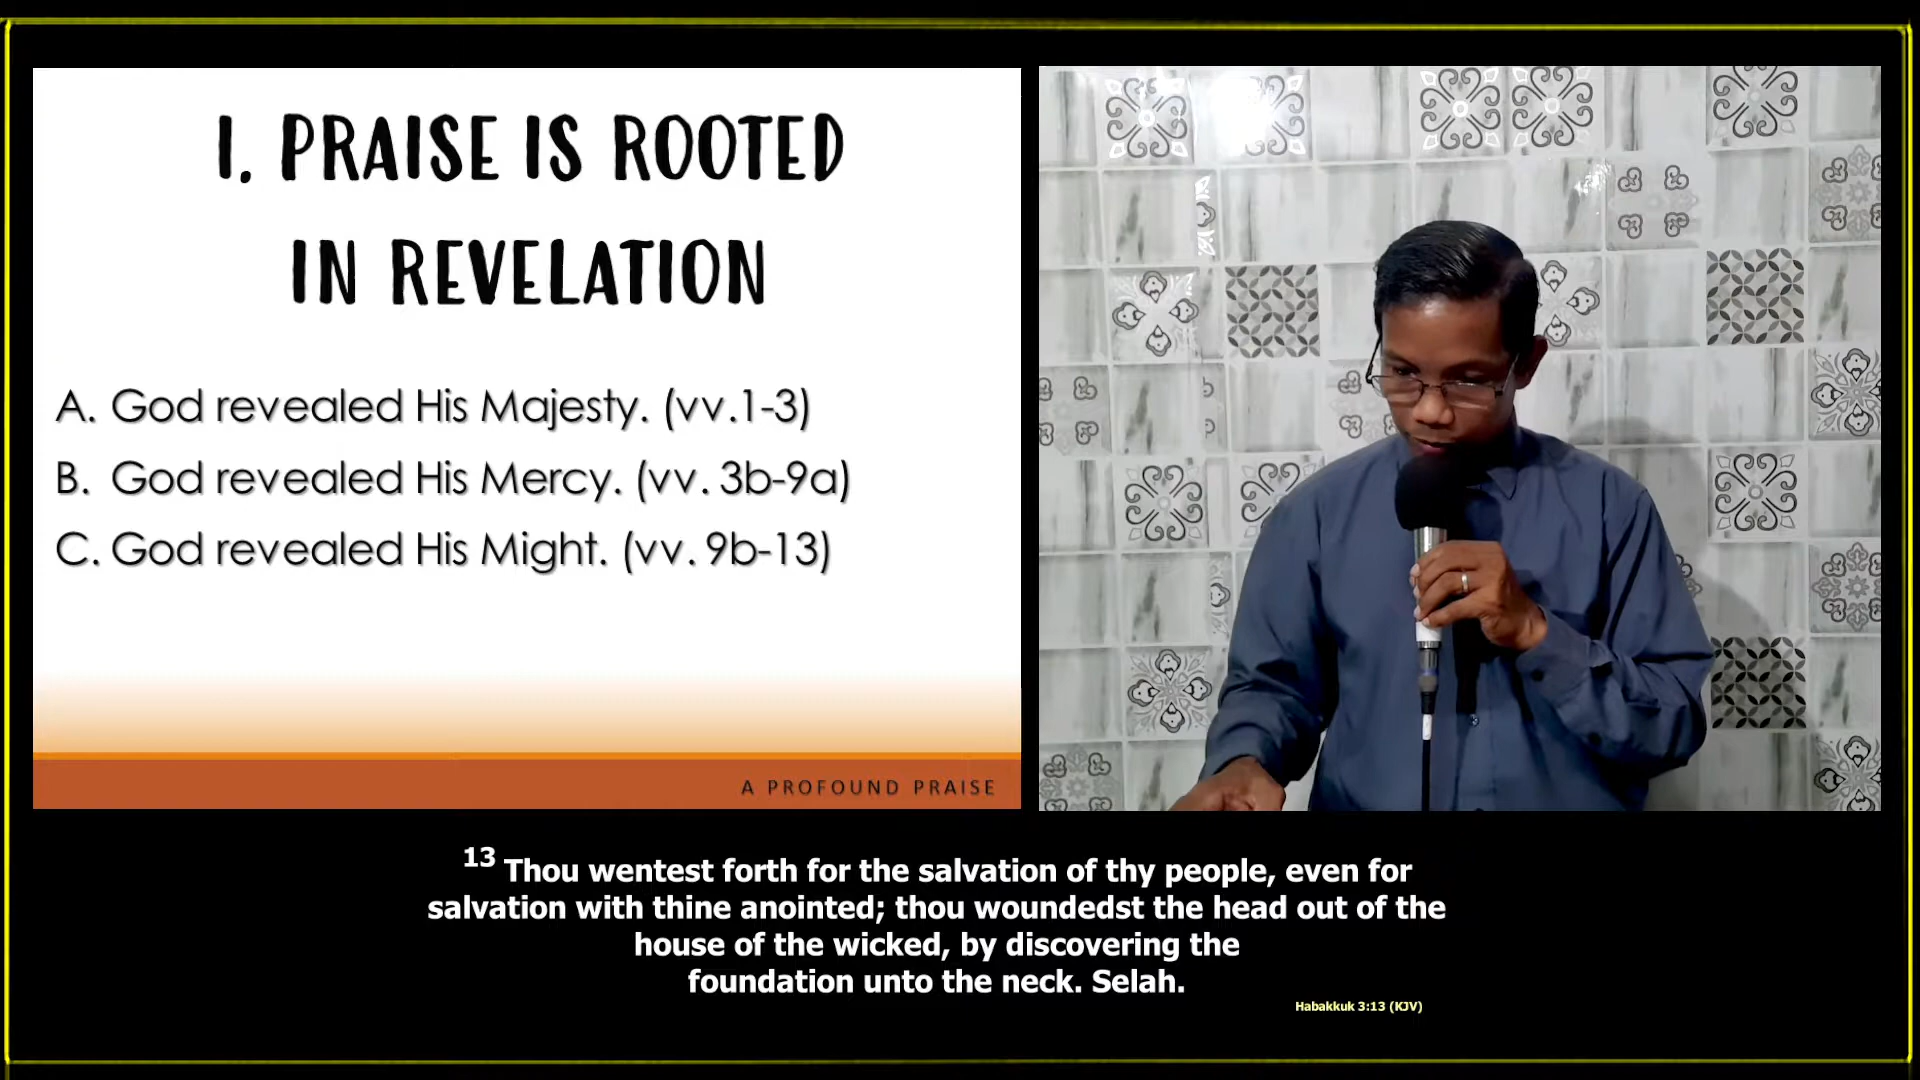 I. PRAISE IS ROOTED
IN REVELATION
A. God revealed His Majesty. (vv.1-3)
B. God revealed His Mercy. (vv. 3b-9a)
C. God revealed His Might. (vv. 9b-13)
A PROFOUND PRAISE
13 Thou wentest forth for the salvation of thy people, even for
salvation with thine anointed; thou woundedst the head out of the
house of the wicked, by discovering the
foundation unto the neck. Selah.
Habakkuk 3:13 (KJV)